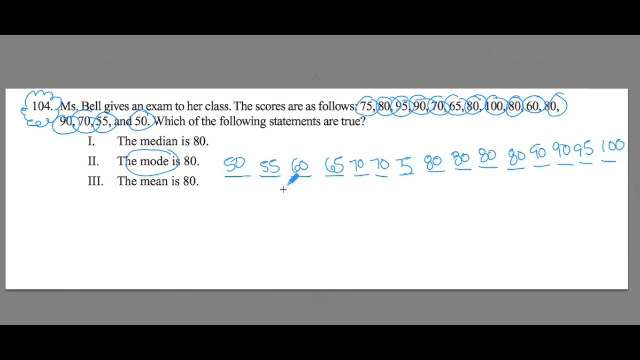 104. Ms. Bell gives an exam to her class. The scores are as follows: 75, 80, 95, 90, 70, 65, 80, 100, 80, 60, 80,
90, 70, 55, and 50. Which of the following statements are true?
I. The median is 80.
II. The mode is 80.
III. The mean is 80.
50 55 60 65 70 70 75 80 80 80 80 90 90 95 100